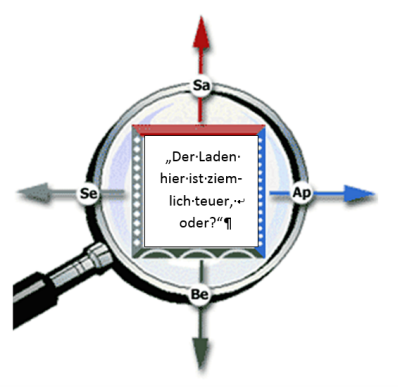 Sa
„Der Laden
hier ist ziem-
lich teuer,
oder?“
Se
Ap
Be